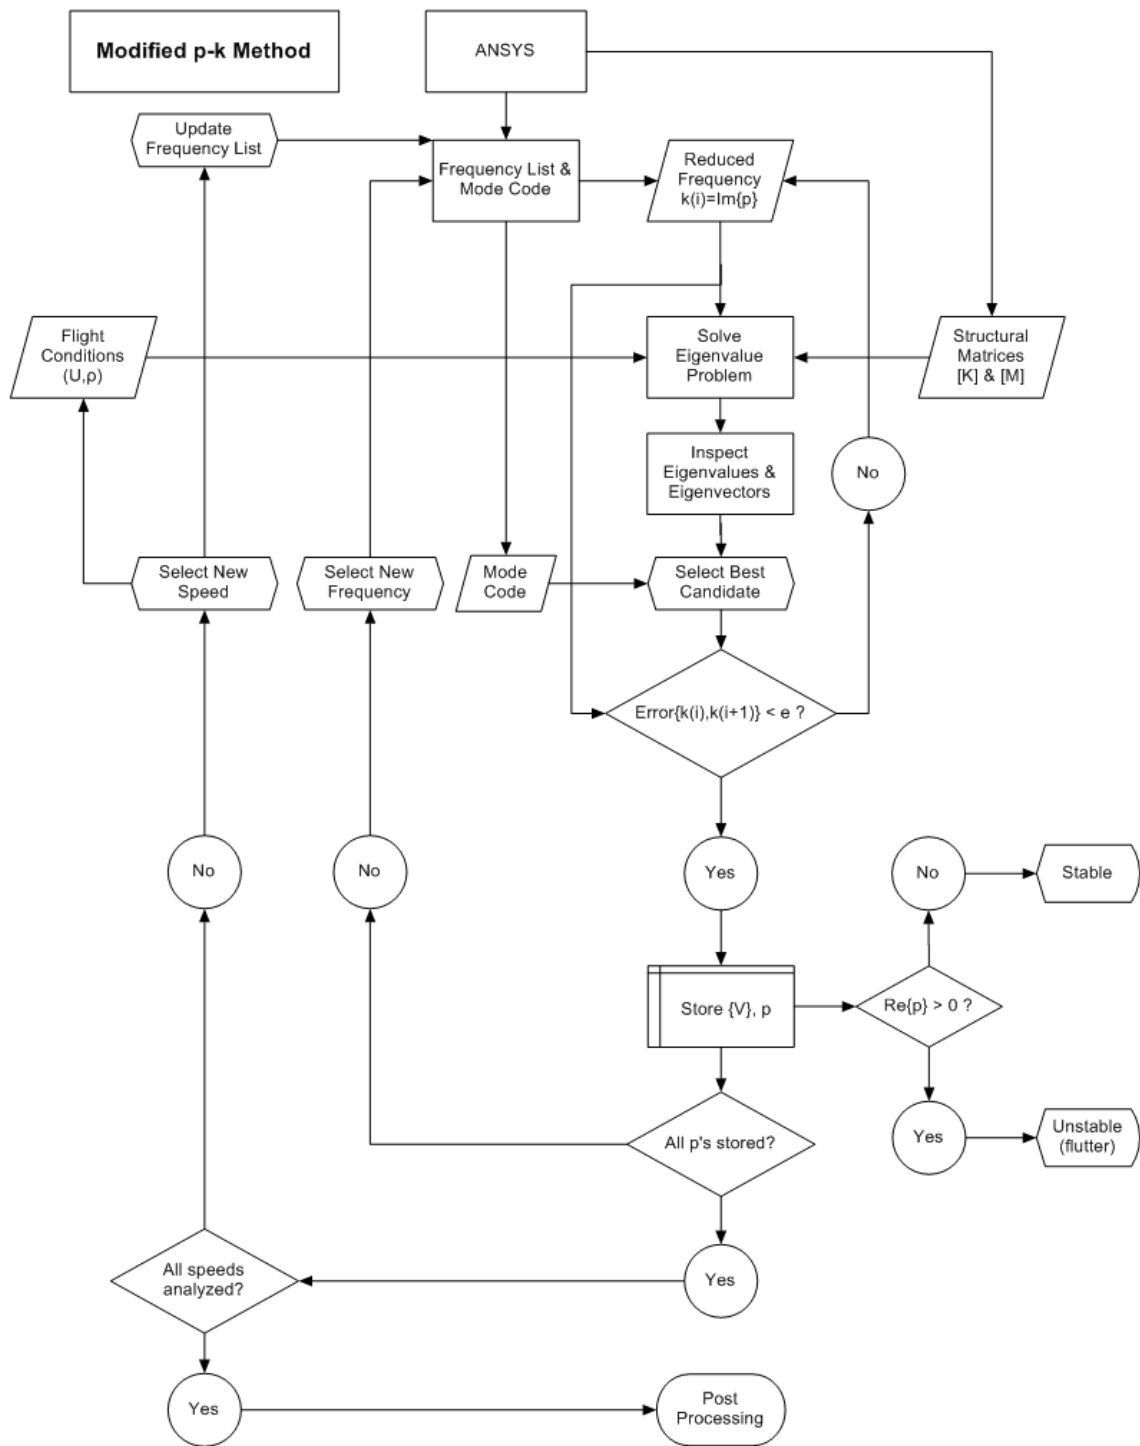 Modified p-k Method
ANSYS
Update
Frequency List
Frequency List &
Mode Code
Reduced
Frequency
k(i)=Im{p}
Flight
Conditions
(U,ρ)
Solve
Eigenvalue
Problem
Structural
Matrices
[K] & [M]
Inspect
Eigenvalues &
Eigenvectors
No
Select New
Speed
Select New
Frequency
Mode
Code
Select Best
Candidate
Error{k(i),k(i+1)} < e ?
No
No
Yes
No
Stable
Store {V}, p
Re{p} > 0 ?
All p's stored?
Yes
Unstable
(flutter)
All speeds
analyzed?
Yes
Yes
Post
Processing